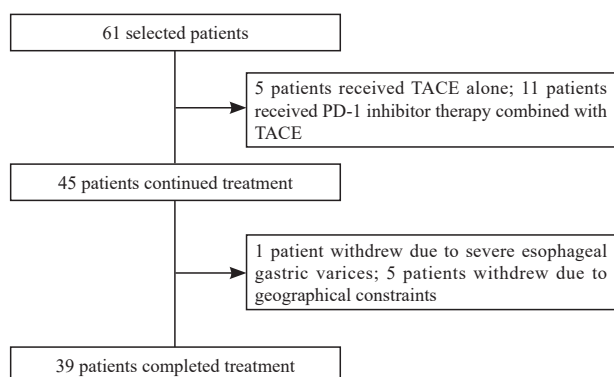 61 selected patients
5 patients received TACE alone; 11 patients
received PD-1 inhibitor therapy combined with
TACE
45 patients continued treatment
1 patient withdrew due to severe esophageal
gastric varices; 5 patients withdrew due to
geographical constraints
39 patients completed treatment